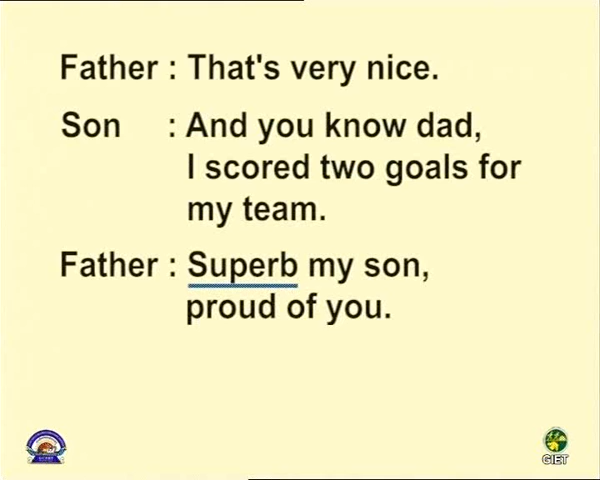 Father : That's very nice.
Son : And you know dad,
I scored two goals for
my team.
Father : Superb my son,
proud of you.
GIET